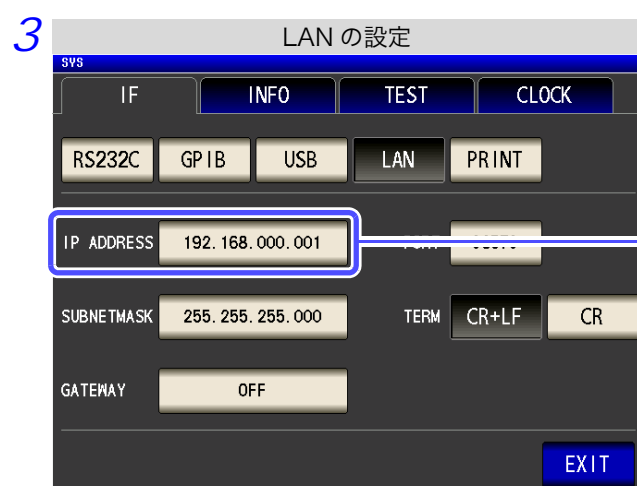 3 LAN の設定
SYS
IF INFO TEST CLOCK
RS232C GPIB USB LAN PRINT
IP ADDRESS 192.168.000.001
SUBNETMASK 255.255.255.000 TERM CR+LF CR
GATEWAY OFF
EXIT